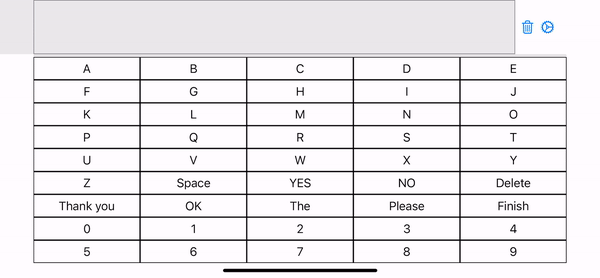 A B C D E
F G H I J
K L M N O
P Q R S T
U V W X Y
Z Space YES NO Delete
Thank you OK The Please Finish
0 1 2 3 4
5 6 7 8 9